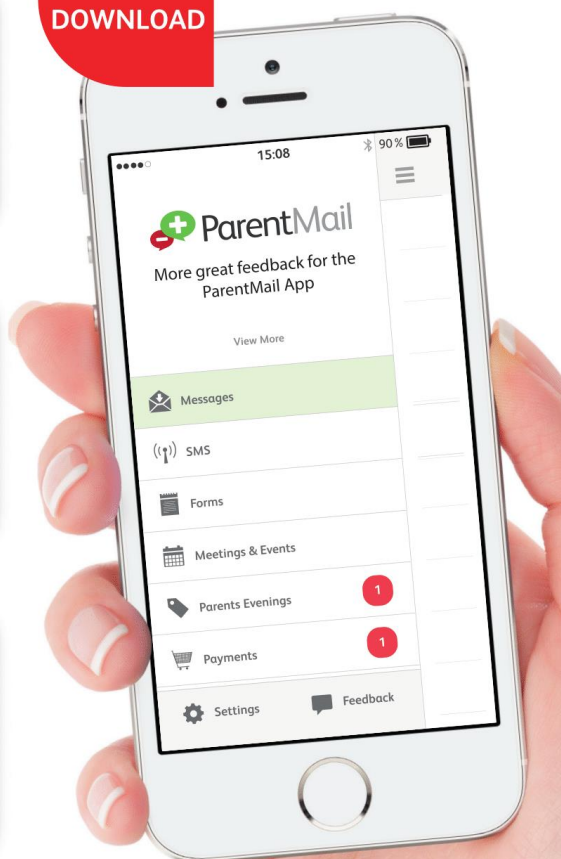 DOWNLOAD
15:08
90%
ParentMail
More great feedback for the
ParentMail App
View More
Messages
SMS
Forms
Meetings & Events
Parents Evenings
1
Payments
1
Settings
Feedback